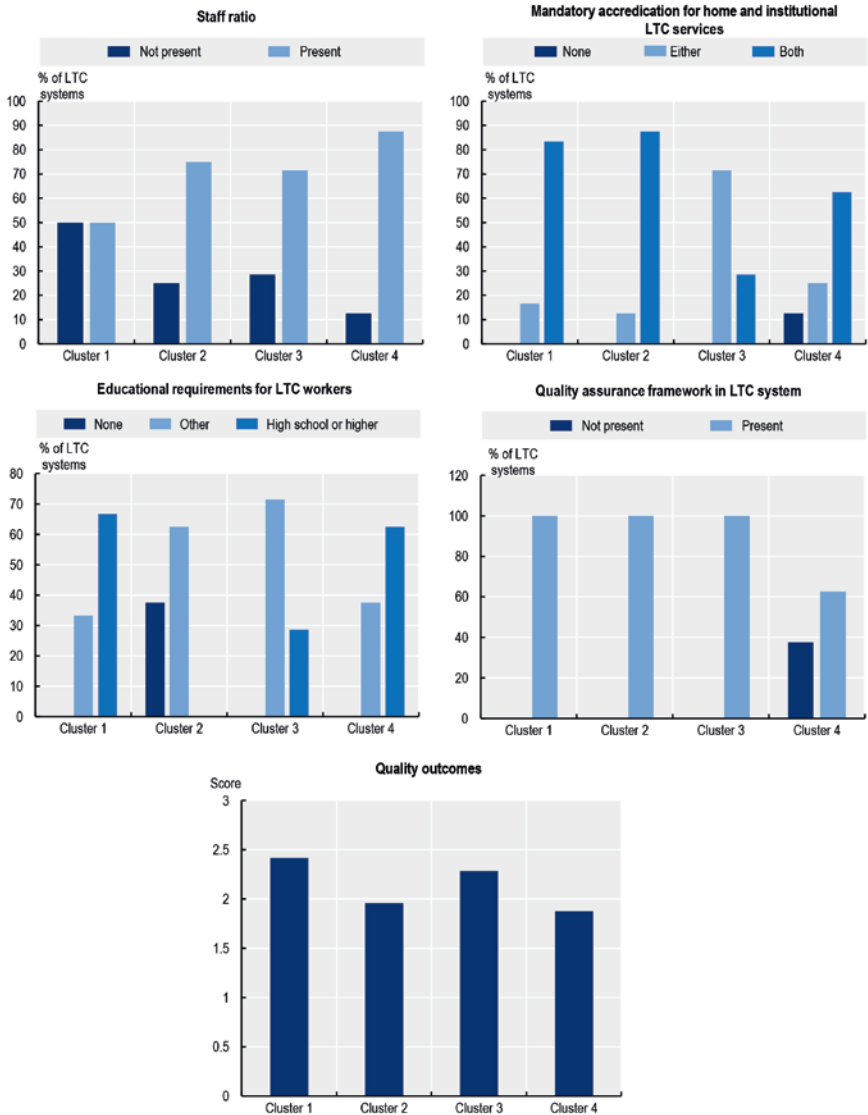 Staff ratio
Not present Present
% of LTC
systems
100
90
80
70
60
50
40
30
20
10
0
Cluster 1 Cluster 2 Cluster 3 Cluster 4
Mandatory accredication for home and institutional
LTC services
None Either Both
% of LTC
systems
100
90
80
70
60
50
40
30
20
10
0
Cluster 1 Cluster 2 Cluster 3 Cluster 4
Educational requirements for LTC workers
None Other High school or higher
% of LTC
systems
80
70
60
50
40
30
20
10
0
Cluster 1 Cluster 2 Cluster 3 Cluster 4
Quality assurance framework in LTC system
Not present Present
% of LTC
systems
120
100
80
60
40
20
0
Cluster 1 Cluster 2 Cluster 3 Cluster 4
Quality outcomes
Score
3
2.5
2
1.5
1
0.5
0
Cluster 1 Cluster 2 Cluster 3 Cluster 4